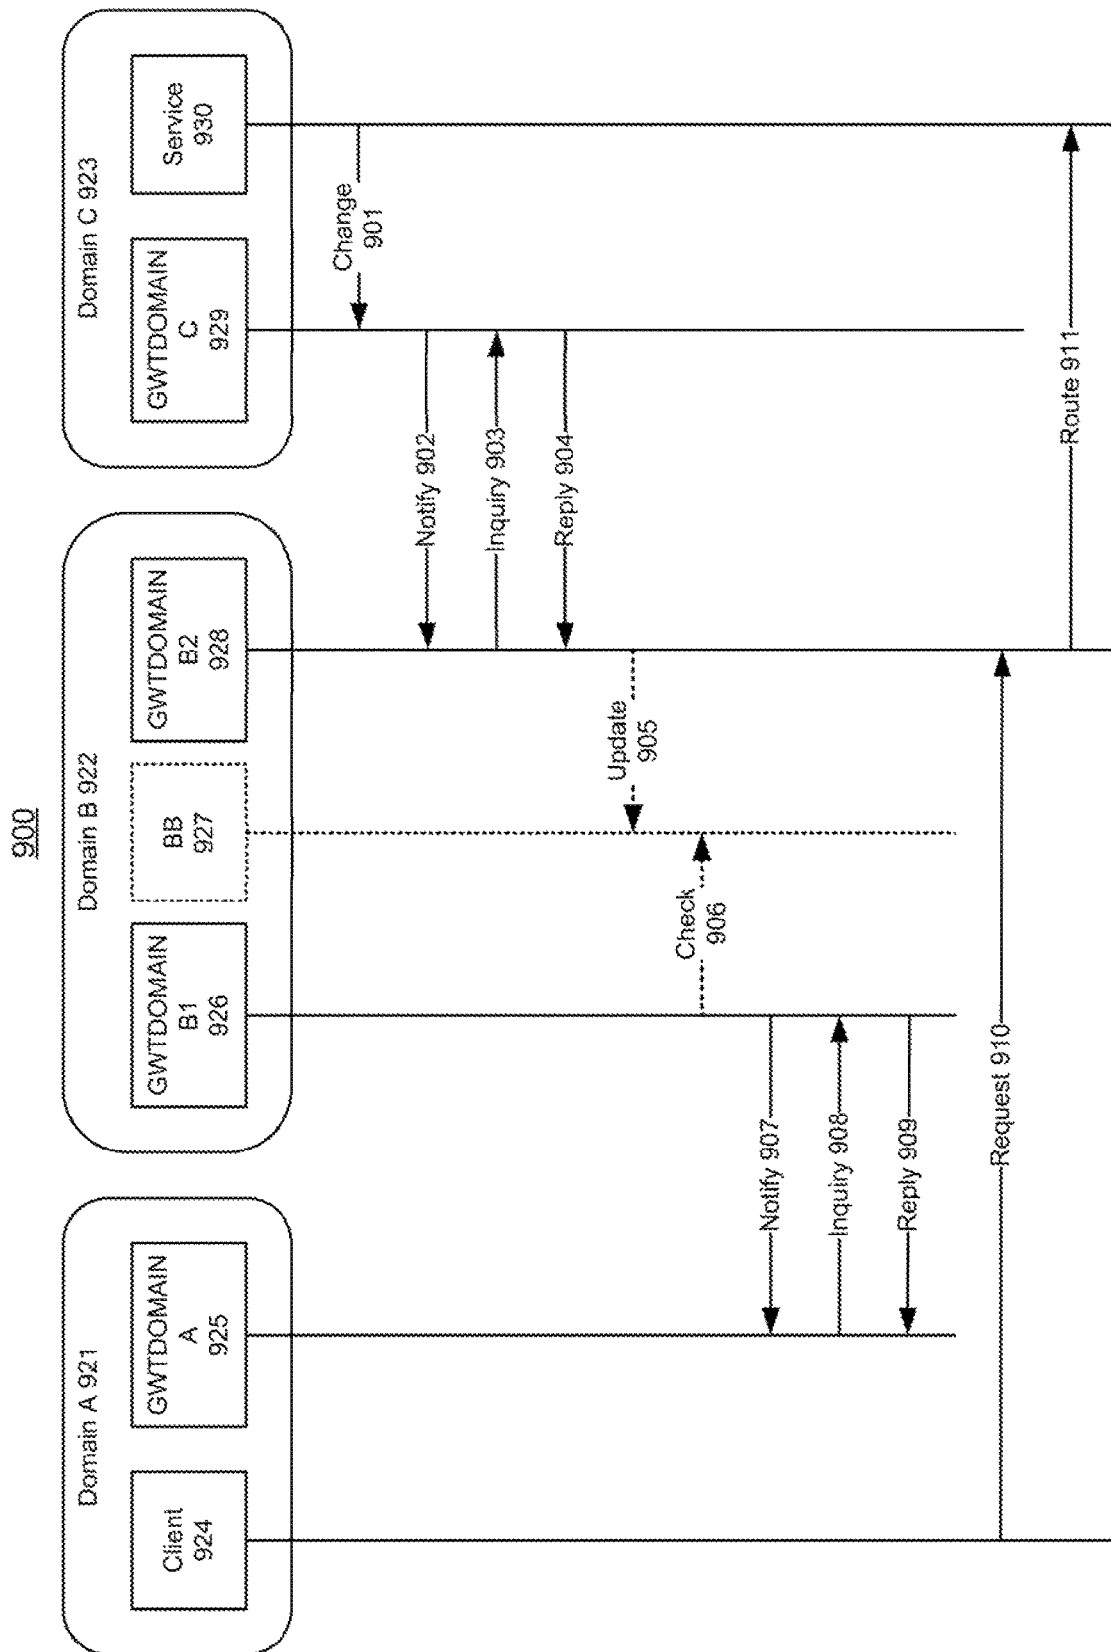 900
Domain A 921
Domain B 922
Domain C 923
Client
924
GWTDOMAIN
A
925
GWTDOMAIN
B1
926
BB
927
GWTDOMAIN
B2
928
GWTDOMAIN
C
929
Service
930
Change
901
Notify 902
Inquiry 903
Reply 904
Update
905
Check
906
Notify 907
Inquiry 908
Reply 909
Request 910
Route 911